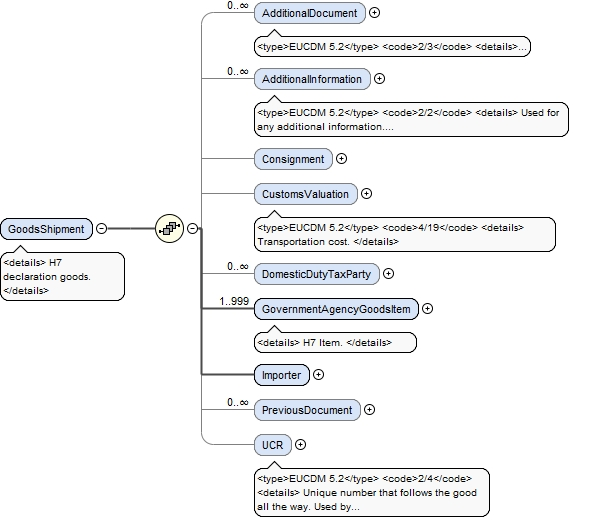 0..∞
AdditionalDocument
<type>EUCDM 5.2</type> <code>2/3</code> <details>...
0..∞
AdditionalInformation
<type>EUCDM 5.2</type> <code>2/2</code> <details> Used for
any additional information....
Consignment
CustomsValuation
<type>EUCDM 5.2</type> <code>4/19</code> <details>
Transportation cost. </details>
GoodsShipment
<details> H7
declaration goods.
</details>
0..∞
DomesticDutyTaxParty
1..999
GovernmentAgencyGoodsItem
<details> H7 Item. </details>
Importer
0..∞
PreviousDocument
UCR
<type>EUCDM 5.2</type> <code>2/4</code>
<details> Unique number that follows the good
all the way. Used by...